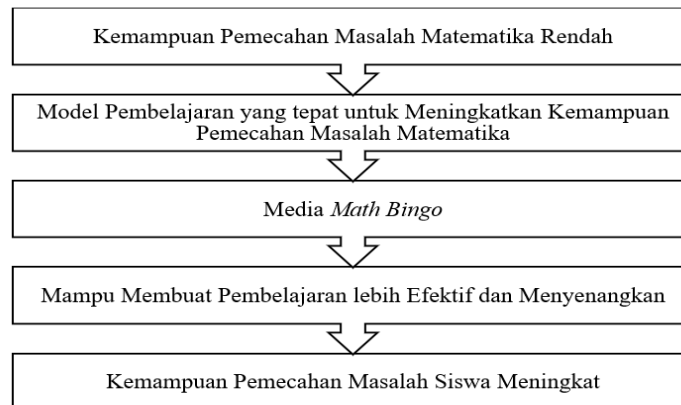 Kemampuan Pemecahan Masalah Matematika Rendah
Model Pembelajaran yang tepat untuk Meningkatkan Kemampuan
Pemecahan Masalah Matematika
Media Math Bingo
Mampu Membuat Pembelajaran lebih Efektif dan Menyenangkan
Kemampuan Pemecahan Masalah Siswa Meningkat